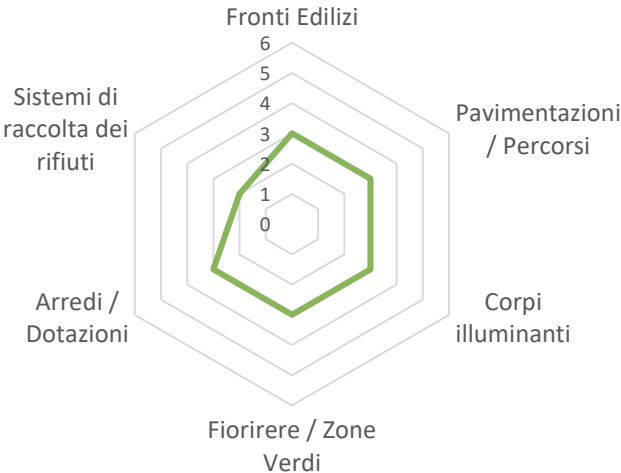 Fronti Edilizi
6
5
4
3
2
1
0
Pavimentazioni
/ Percorsi
Corpi
illuminanti
Fiorirere / Zone
Verdi
Arredi /
Dotazioni
Sistemi di
raccolta dei
rifiuti